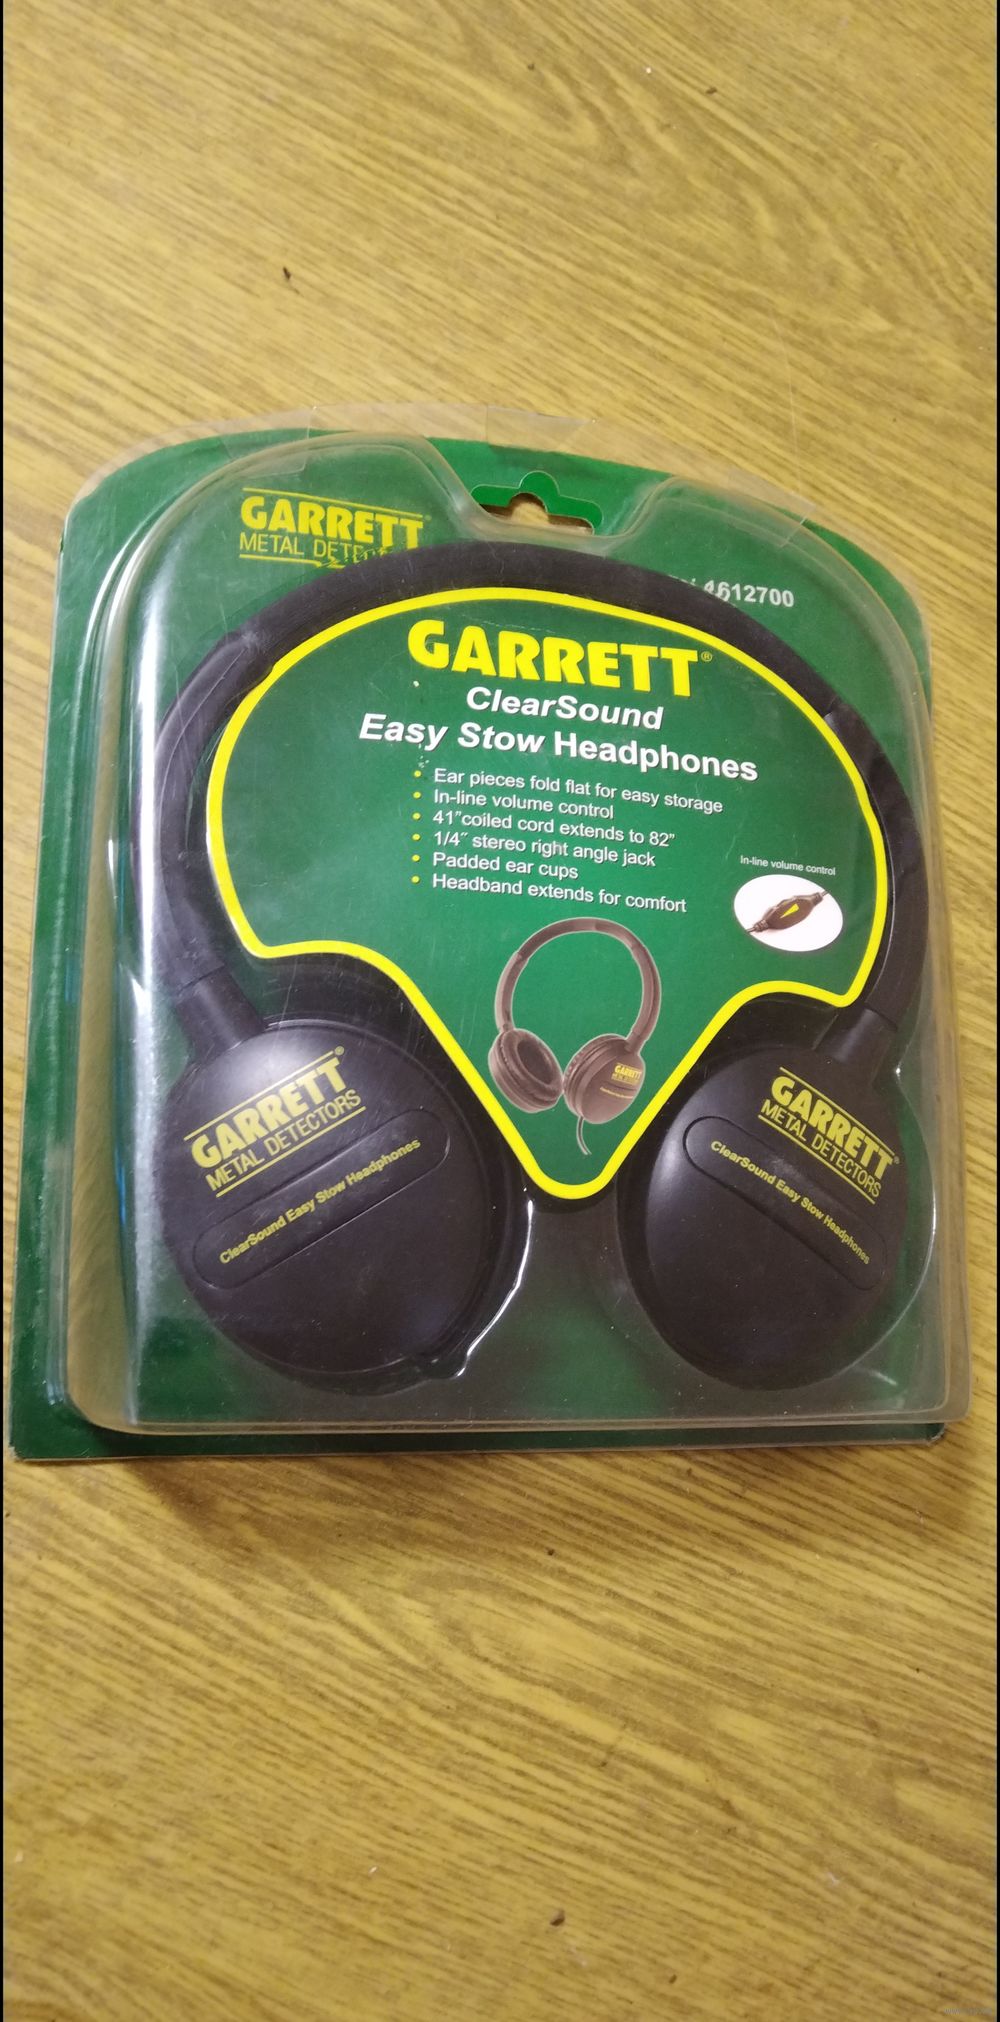 GARRETT®
METAL DETE
4612700
GARRETT®
ClearSound
Easy Stow Headphones
• Ear pieces fold flat for easy storage
• In-line volume control
• 41"coiled cord extends to 82"
• 1/4" stereo right angle jack
• Padded ear cups
• Headband extends for comfort
In-line volume control
GARRETT
METAL DETECTORS
GARRETT®
METAL DETECTORS
ClearSound Easy Stow Headphones
GARRETT®
METAL DETECTORS
ClearSound Easy Stow Headphones